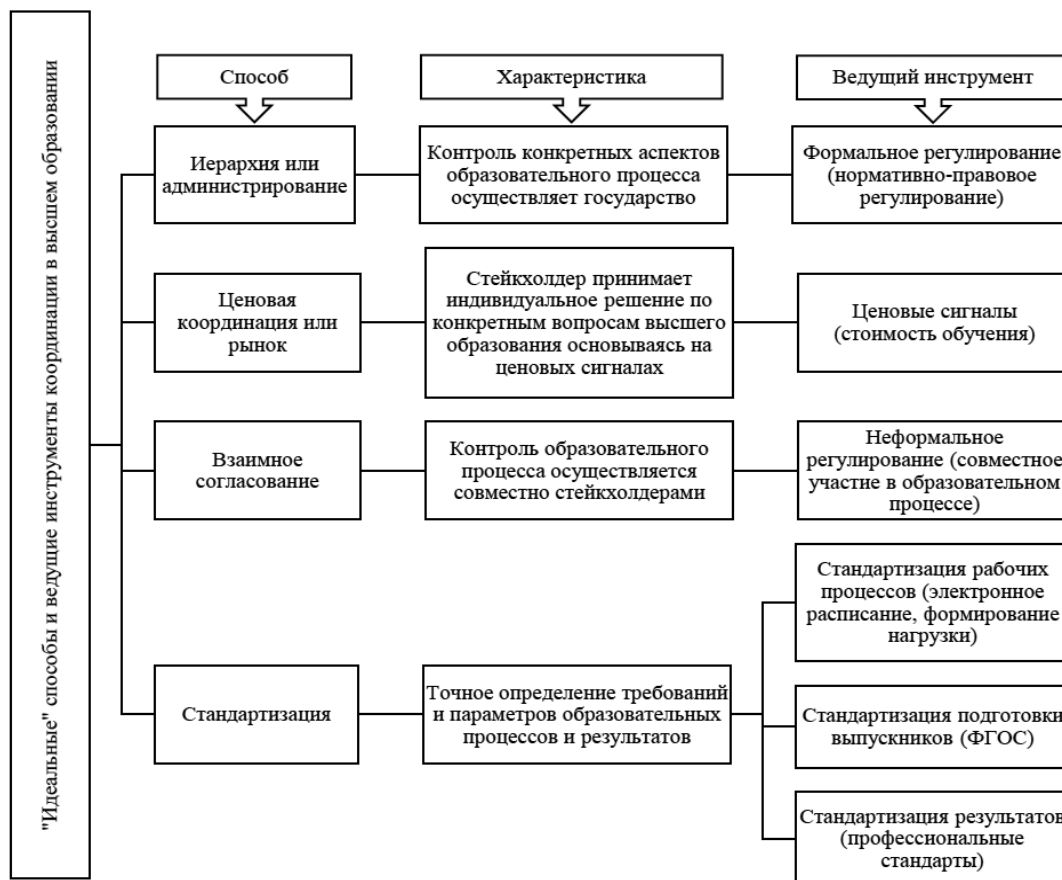 "Идеальные" способы и ведущие инструменты координации в высшем образовании
Способ
Характеристика
Ведущий инструмент
Иерархия или
администрирование
Контроль конкретных аспектов
образовательного процесса
осуществляет государство
Формальное регулирование
(нормативно-правовое
регулирование)
Ценовая
координация или
рынок
Стейкхолдер принимает
индивидуальное решение по
конкретным вопросам высшего
образования основываясь на
ценовых сигналах
Ценовые сигналы
(стоимость обучения)
Взаимное
согласование
Контроль образовательного
процесса осуществляется
совместно стейкхолдерами
Неформальное
регулирование (совместное
участие в образовательном
процессе)
Стандартизация
Точное определение требований
и параметров образовательных
процессов и результатов
Стандартизация рабочих
процессов (электронное
расписание, формирование
нагрузки)
Стандартизация подготовки
выпускников (ФГОС)
Стандартизация результатов
(профессиональные
стандарты)